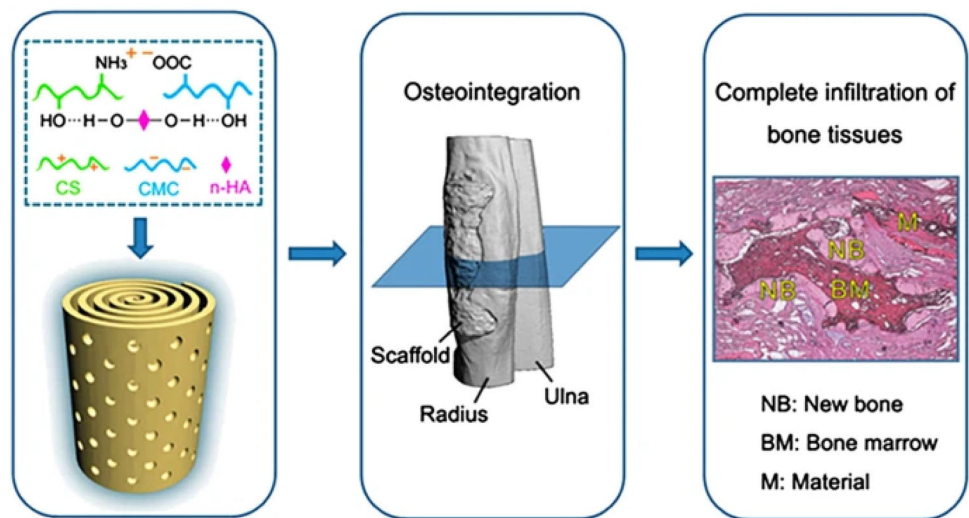 NH₃⁺ ⁻OOC
HO···H–O–O–H···OH
CS CMC n-HA
Osteointegration
Scaffold
Radius
Ulna
Complete infiltration of
bone tissues
M
NB
NB BM
NB: New bone
BM: Bone marrow
M: Material